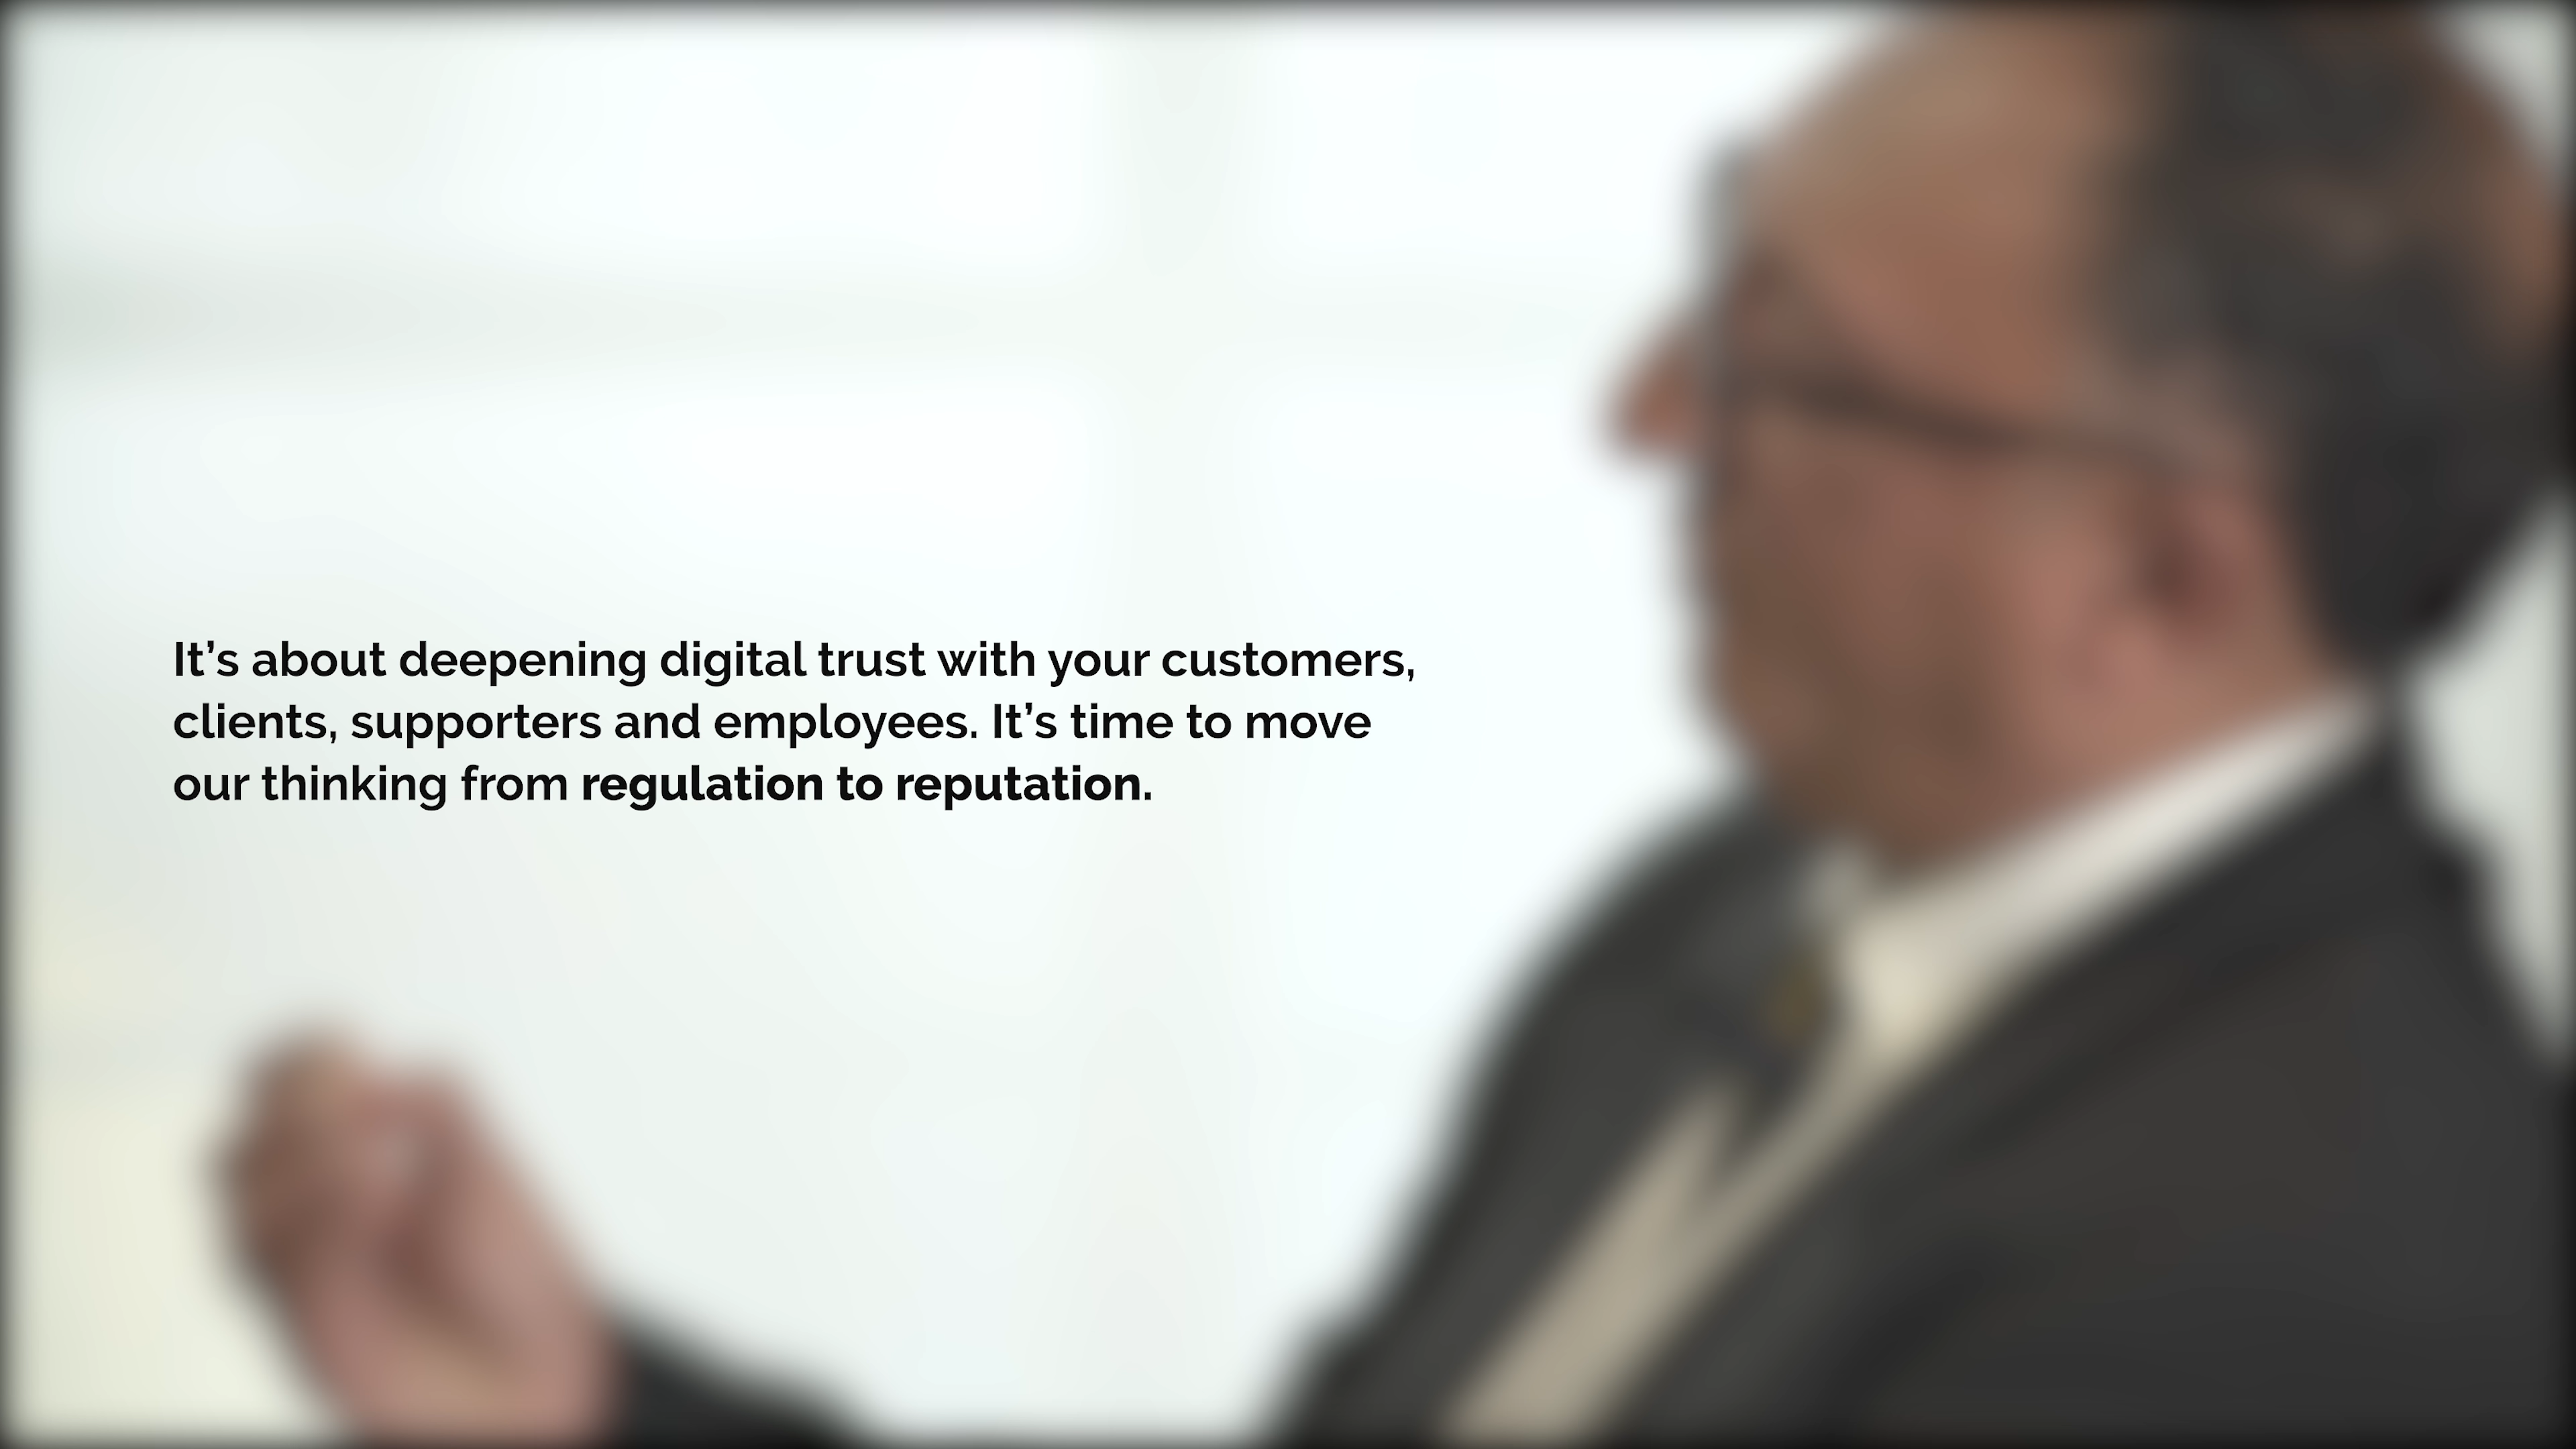 It’s about deepening digital trust with your customers,
clients, supporters and employees. It’s time to move
our thinking from regulation to reputation.